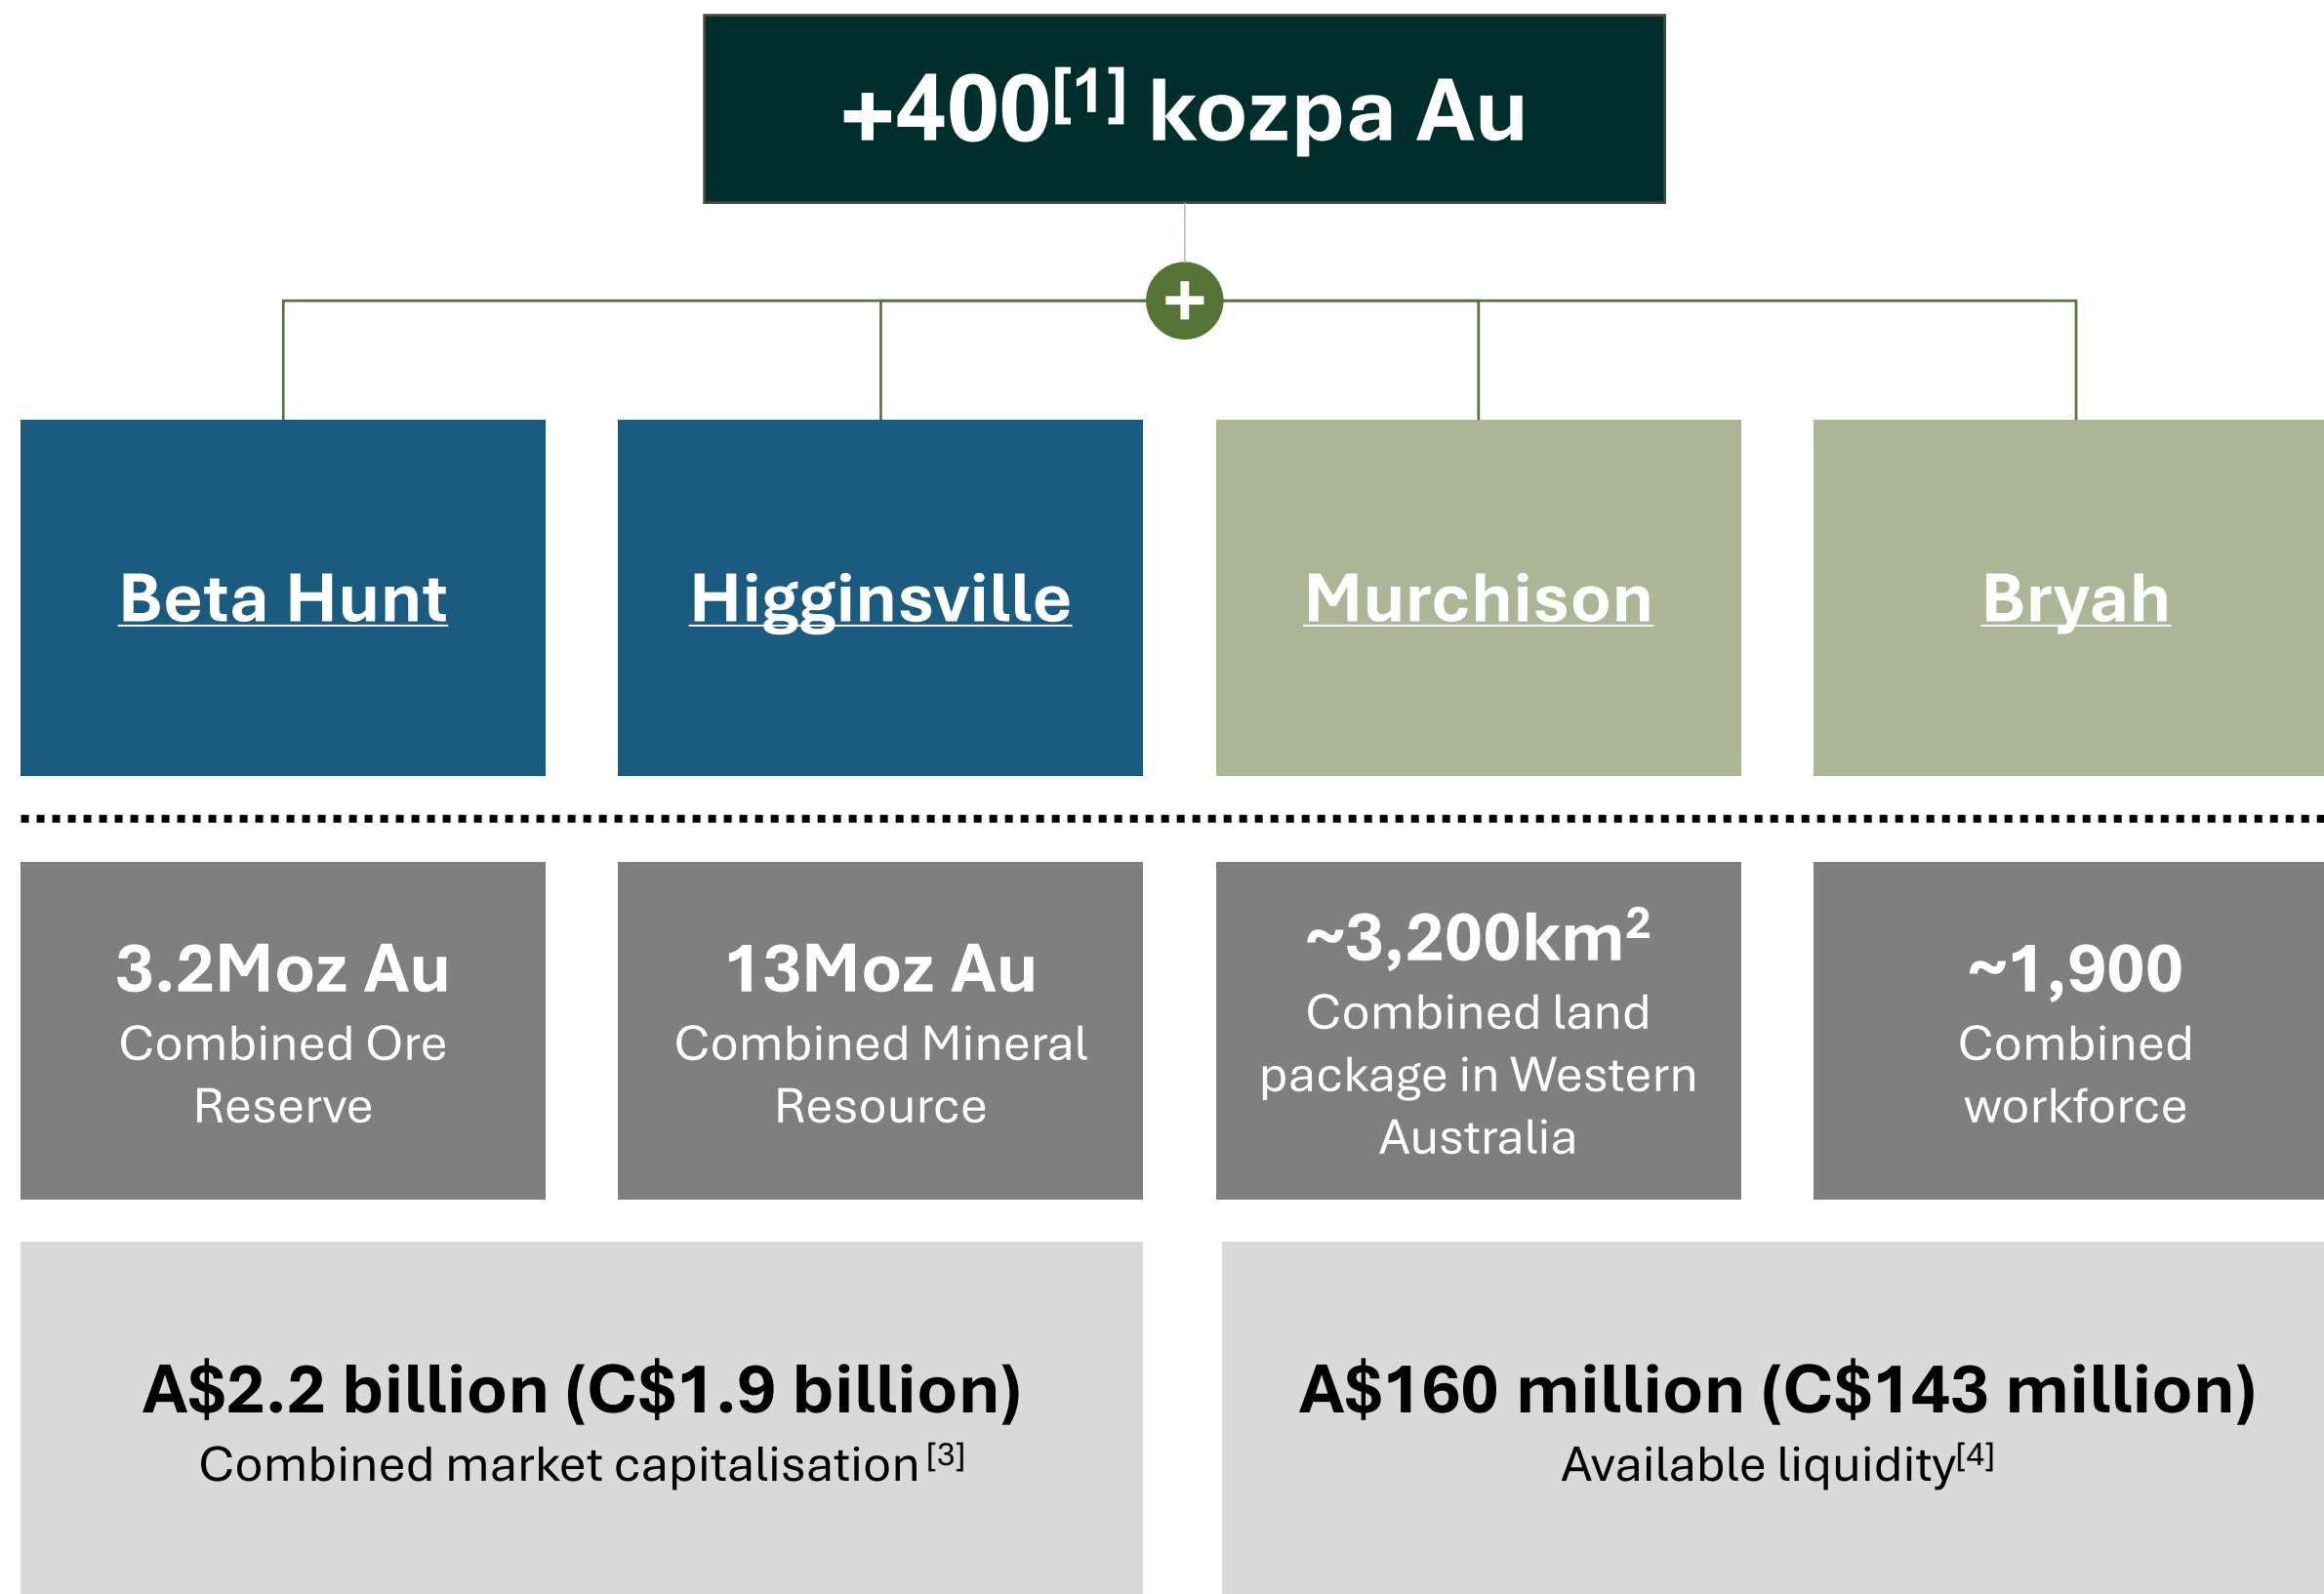 +400[1] kozpa Au
+
Beta Hunt
Higginsville
Murchison
Bryah
3.2Moz Au
Combined Ore
Reserve
13Moz Au
Combined Mineral
Resource
~3,200km²
Combined land
package in Western
Australia
~1,900
Combined
workforce
A$2.2 billion (C$1.9 billion)
Combined market capitalisation [3]
A$160 million (C$143 million)
Available liquidity[4]